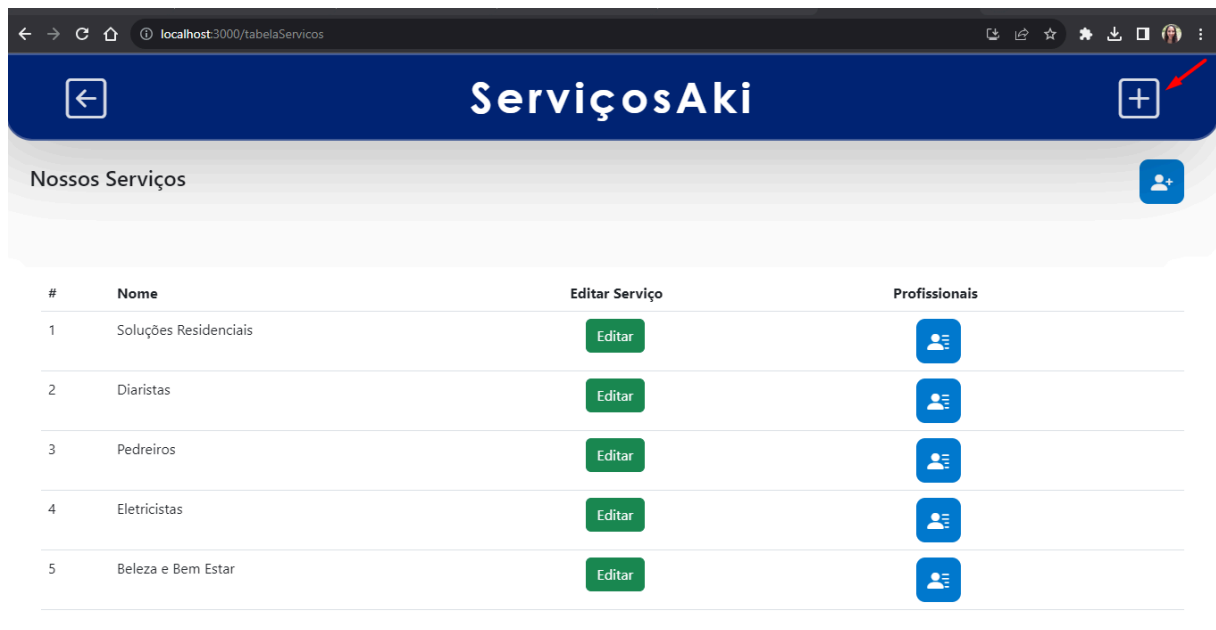 localhost:3000/tabelaServicos
ServiçosAki
Nossos Serviços
# Nome Editar Serviço Profissionais
1 Soluções Residenciais Editar
2 Diaristas Editar
3 Pedreiros Editar
4 Eletricistas Editar
5 Beleza e Bem Estar Editar